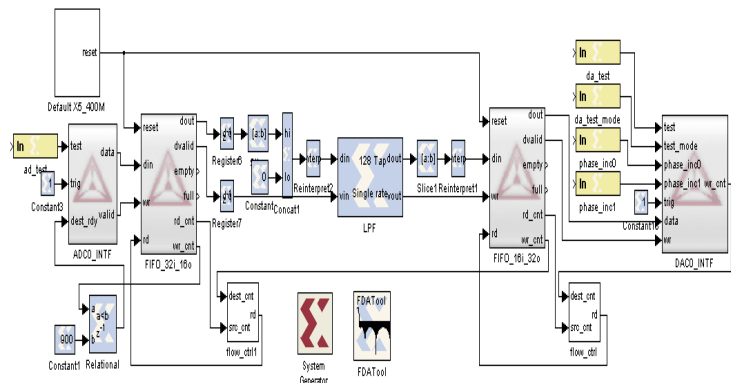 reset
Default X5_400M
In
ad_test
1
Constant3
test
data
trig
dest_rdy
valid
ADC0_INTF
reset
dout
din
dvalid
empty
full
wr
rd_cnt
rd
wr_cnt
FIFO_32i_16o
Register6
Register7
[a:b]
0
Constant
hi
lo
Concat1
Reinterpret2
din
128 Tap
dout
Single rate
vin
vout
LPF
[a:b]
Slice1
Reinterpret1
reset
dout
din
dvalid
empty
full
wr
rd_cnt
rd
wr_cnt
FIFO_16i_32o
In
da_test
In
da_test_mode
In
phase_inc0
In
phase_inc1
1
test
test_mode
phase_inc0
phase_inc1
wr_cnt
trig
data
wr
DAC0_INTF
900
Constant1
a
a<b
z-1
b
Relational
dest_cnt
rd
src_cnt
flow_ctrl1
System
Generator
FDATool
1
FDATool
dest_cnt
rd
src_cnt
flow_ctrl